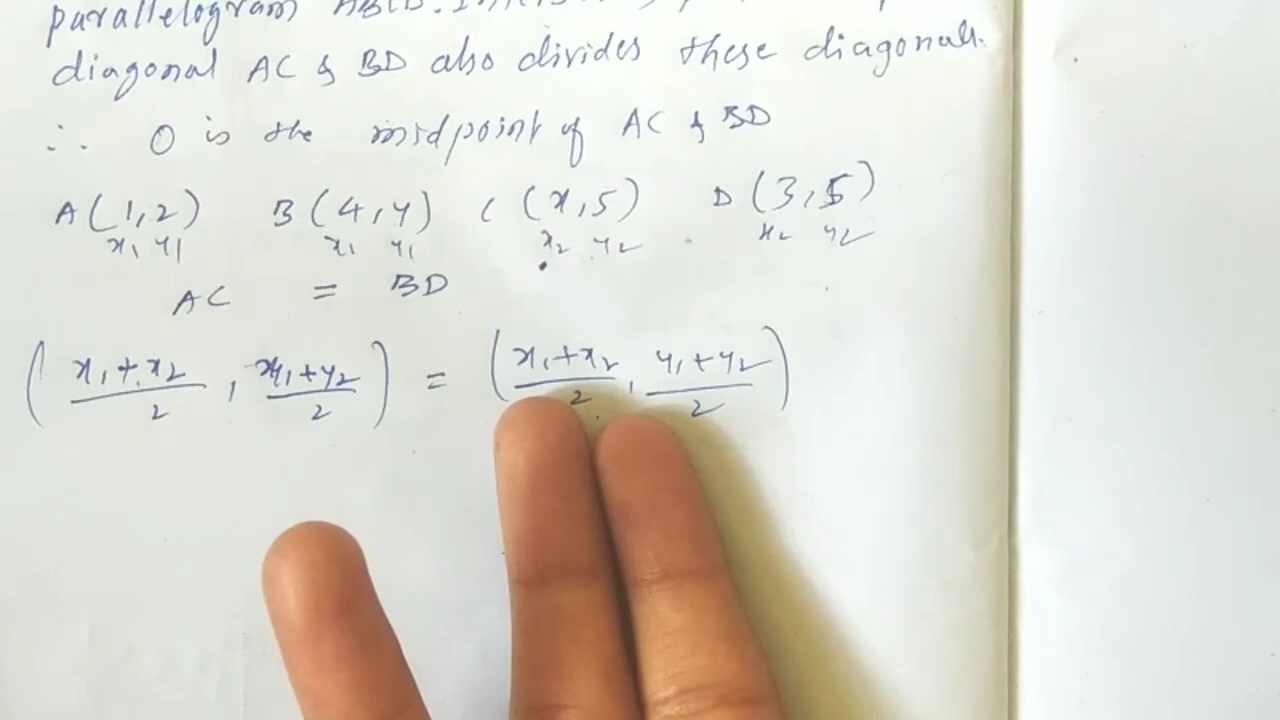 parallelogram ABCD.
diagonal AC & BD also divides these diagonals.
∴ O is the midpoint of AC & BD
A(1,2) B(4,y) C(x,5) D(3,5)
x₁ y₁ x₁ y₁ x₂ y₂ x₂ y₂
AC = BD
(x₁+x₂/2, y₁+y₂/2) = (x₁+x₂/2, y₁+y₂/2)